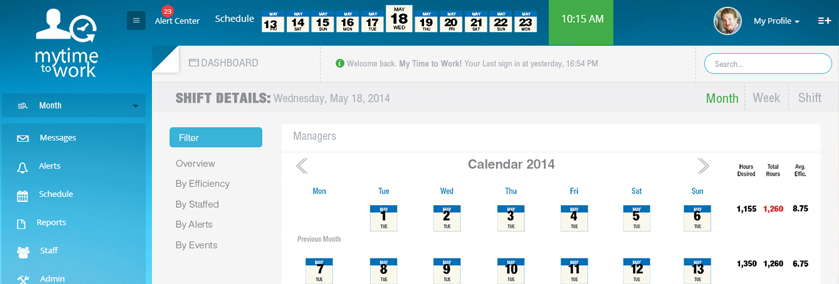 23
Alert Center
Schedule
MAY 13 FRI
MAY 14 SAT
MAY 15 SUN
MAY 16 MON
MAY 17 TUE
MAY 18 WED
MAY 19 THU
MAY 20 FRI
MAY 21 SAT
MAY 22 SUN
MAY 23 MON
10:15 AM
My Profile
mytime
to work
DASHBOARD
Welcome back. My Time to Work! Your Last sign in at yesterday, 16:54 PM
Search...
Month
SHIFT DETAILS: Wednesday, May 18, 2014
Month Week Shift
Messages
Alerts
Schedule
Reports
Staff
Admin
Filter
Overview
By Efficiency
By Staffed
By Alerts
By Events
Managers
Calendar 2014
Hours Desired
Total Hours
Avg. Effic.
Mon Tue Wed Thu Fri Sat Sun
Previous Month
MAY 1 TUE
MAY 2 TUE
MAY 3 TUE
MAY 4 TUE
MAY 5 TUE
MAY 6 TUE
1,155 1,260 8.75
MAY 7 TUE
MAY 8 TUE
MAY 9 TUE
MAY 10 TUE
MAY 11 TUE
MAY 12 TUE
MAY 13 TUE
1,350 1,260 6.75